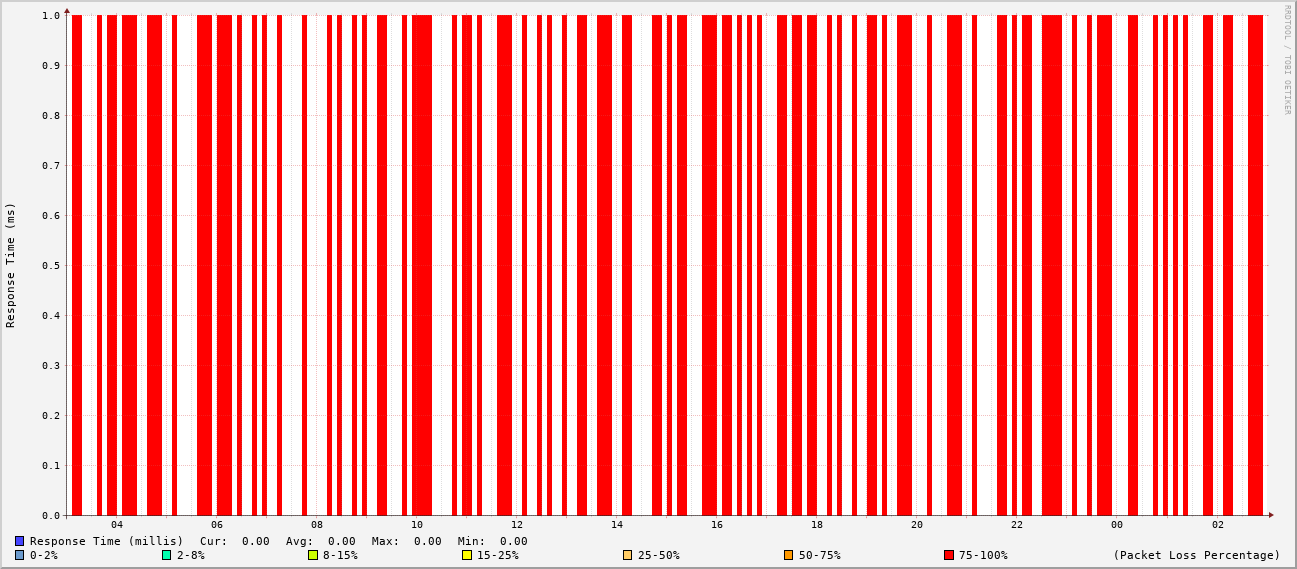 RRDTOOL / TOBI OETIKER
Response Time (ms)
1.0
0.9
0.8
0.7
0.6
0.5
0.4
0.3
0.2
0.1
0.0
04 06 08 10 12 14 16 18 20 22 00 02
Response Time (millis) Cur: 0.00 Avg: 0.00 Max: 0.00 Min: 0.00
0-2% 2-8% 8-15% 15-25% 25-50% 50-75% 75-100% (Packet Loss Percentage)